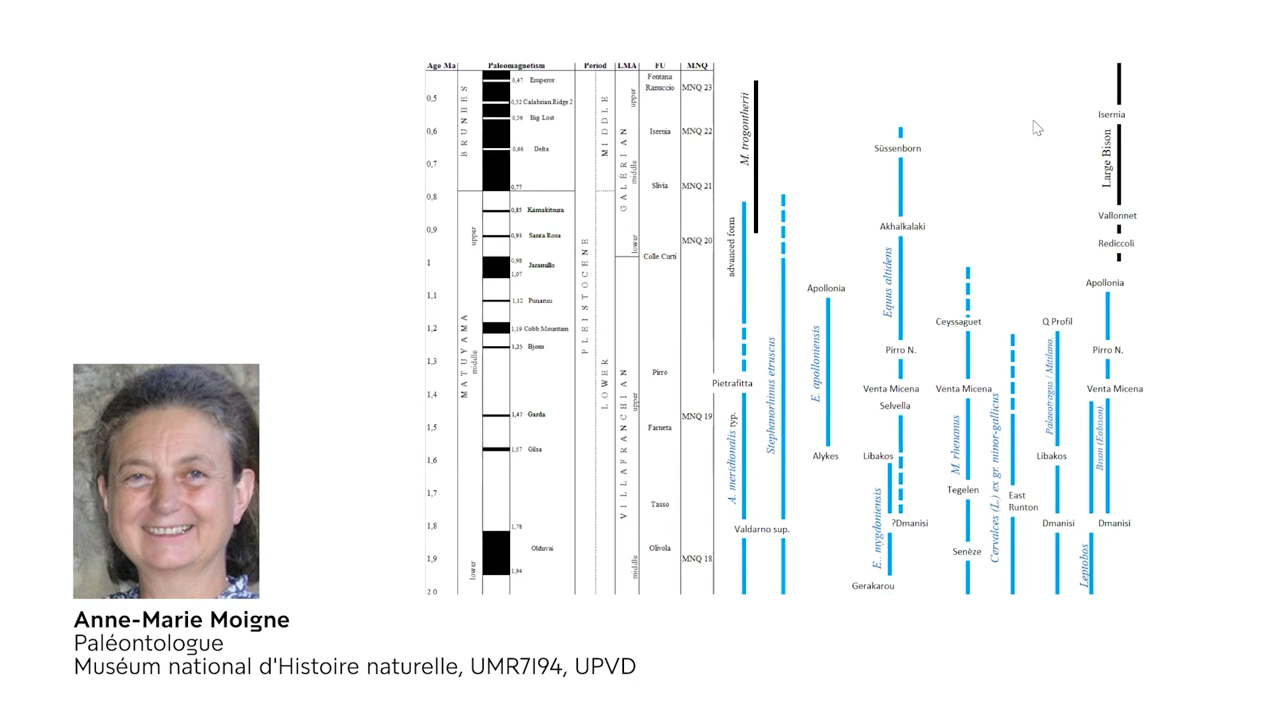 Age Ma Paleomagnetism Period LMA FU MNQ
0,5
0,6
0,7
0,8
0,9
1
1,1
1,2
1,3
1,4
1,5
1,6
1,7
1,8
1,9
2.0
BRUNHES
MATUYAMA
upper
middle
lower
0,47 Emperor
0,52 Calabrian Ridge 2
0,56 Big Lost
0,66 Delta
0,77
0,85 Kamakitsura
0,93 Santa Rosa
0,98
Jaramillo
1,07
1,12 Punaruu
1,19 Cobb Mountain
1,25 Bjorn
1,47 Garda
1,57 Gilsa
1,78
Olduvai
1,94
PLEISTOCENE
MIDDLE
LOWER
GALERIAN
upper
middle
lower
VILLAFRANCHIAN
upper
middle
Fontana
Ranuccio
Isernia
Slivia
Colle Curti
Pirro
Farneta
Tasso
Olivola
MNQ 23
MNQ 22
MNQ 21
MNQ 20
MNQ 19
MNQ 18
M. trogontherii
advanced form
Pietrafitta
A. meridionalis typ.
Valdarno sup.
Stephanorhinus etruscus
Apollonia
E. apolloniensis
Alykes
Süssenborn
Akhalkalaki
Equus altidens
Pirro N.
Venta Micena
Selvella
Libakos
?Dmanisi
E. mygdoniensis
Gerakarou
Ceyssaguet
Venta Micena
M. rhenanus
Tegelen
Senèze
Cervalces (L.) ex gr. minor-gallicus
East
Runton
Q Profil
Palaeotragus / Mitilano.
Libakos
Dmanisi
Isernia
Large Bison
Vallonnet
Rediccoli
Apollonia
Pirro N.
Venta Micena
Bison (Eobison).
Dmanisi
Leptobos
Anne-Marie Moigne
Paléontologue
Muséum national d'Histoire naturelle, UMR7194, UPVD